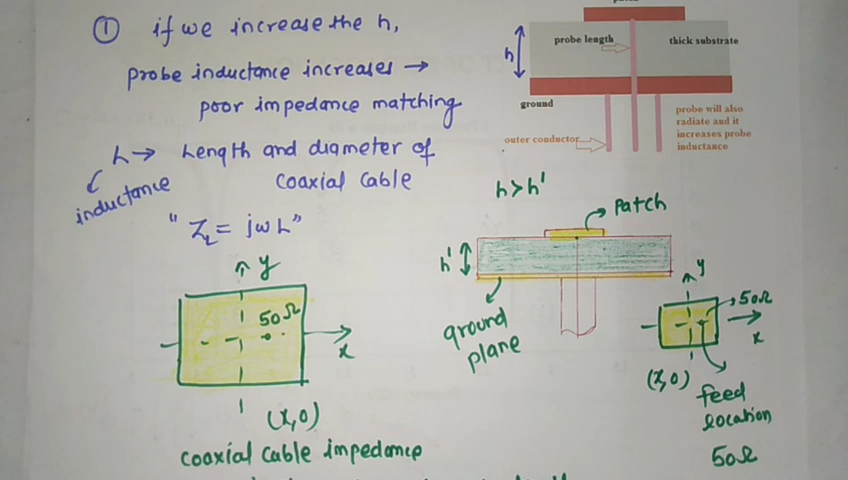 ① if we increase the h,
probe inductance increases →
poor impedance matching
L → Length and diameter of
coaxial cable
inductance
"Z_L = jωL"
y
50Ω
x
(x,0)
coaxial cable impedance
probe length
thick substrate
h
ground
outer conductor
probe will also
radiate and it
increases probe
inductance
h>h'
Patch
h'
ground
plane
y
50Ω
x
(x,0)
feed
location
50Ω